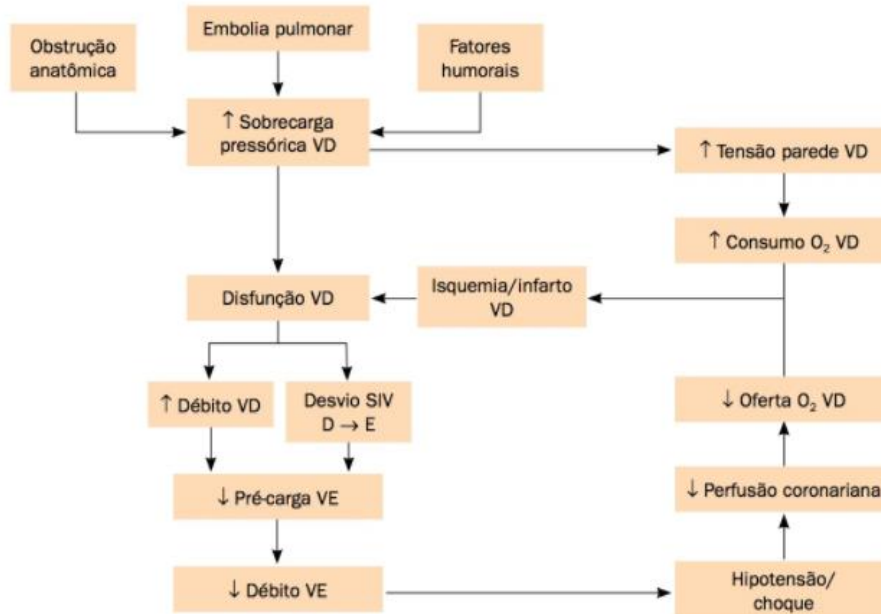 Embolia pulmonar
Obstrução
anatômica
Fatores
humorais
↑ Sobrecarga
pressórica VD
↑ Tensão parede VD
↑ Consumo O₂ VD
Disfunção VD
Isquemia/infarto
VD
↑ Débito VD
Desvio SIV
D → E
↓ Oferta O₂ VD
↓ Pré-carga VE
↓ Perfusão coronariana
↓ Débito VE
Hipotensão/
choque